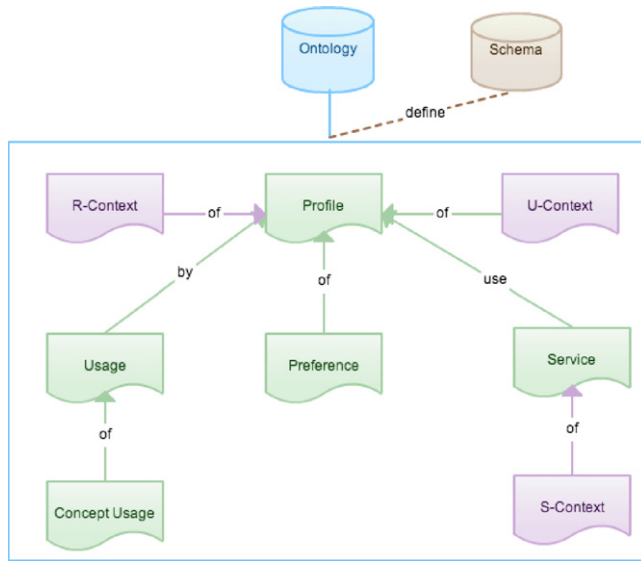 Ontology
Schema
define
R-Context
of
Profile
of
U-Context
by
of
use
Usage
Preference
Service
of
of
Concept Usage
S-Context